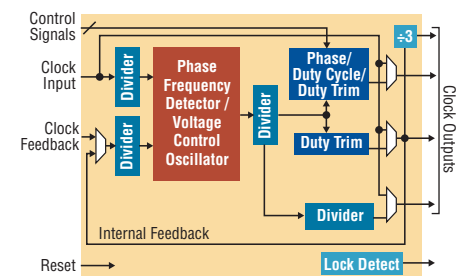 Control
Signals
÷3
Phase/
Duty Cycle/
Duty Trim
Clock
Input
Divider
Phase
Frequency
Detector /
Voltage
Control
Oscillator
Divider
Clock Outputs
Clock
Feedback
Divider
Duty Trim
Divider
Internal Feedback
Reset
Lock Detect